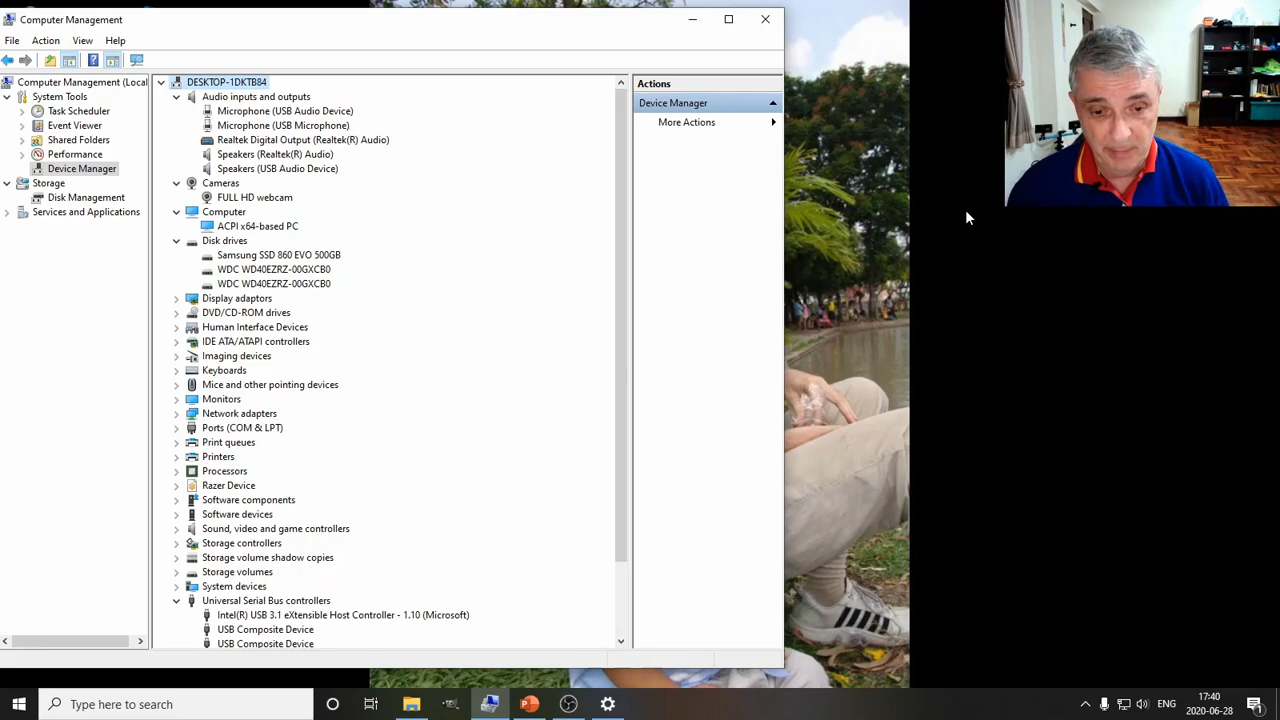 Computer Management
File Action View Help
Computer Management (Local
System Tools
Task Scheduler
Event Viewer
Shared Folders
Performance
Device Manager
Storage
Disk Management
Services and Applications
DESKTOP-1DKTB84
Audio inputs and outputs
Microphone (USB Audio Device)
Microphone (USB Microphone)
Realtek Digital Output (Realtek(R) Audio)
Speakers (Realtek(R) Audio)
Speakers (USB Audio Device)
Cameras
FULL HD webcam
Computer
ACPI x64-based PC
Disk drives
Samsung SSD 860 EVO 500GB
WDC WD40EZRZ-00GXCB0
WDC WD40EZRZ-00GXCB0
Display adaptors
DVD/CD-ROM drives
Human Interface Devices
IDE ATA/ATAPI controllers
Imaging devices
Keyboards
Mice and other pointing devices
Monitors
Network adapters
Ports (COM & LPT)
Print queues
Printers
Processors
Razer Device
Software components
Software devices
Sound, video and game controllers
Storage controllers
Storage volume shadow copies
Storage volumes
System devices
Universal Serial Bus controllers
Intel(R) USB 3.1 eXtensible Host Controller - 1.10 (Microsoft)
USB Composite Device
USB Composite Device
Actions
Device Manager
More Actions
Type here to search
ENG
17:40
2020-06-28